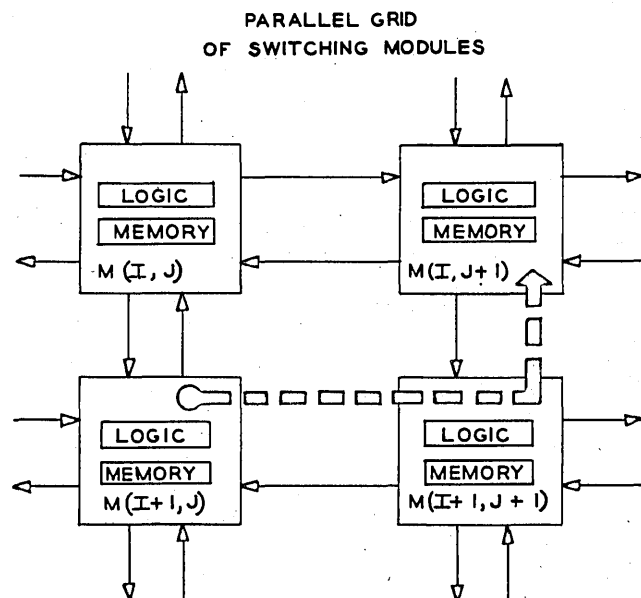 PARALLEL GRID
OF SWITCHING MODULES
LOGIC
MEMORY
M(I, J)
LOGIC
MEMORY
M(I, J+1)
LOGIC
MEMORY
M(I+1, J)
LOGIC
MEMORY
M(I+1, J+1)